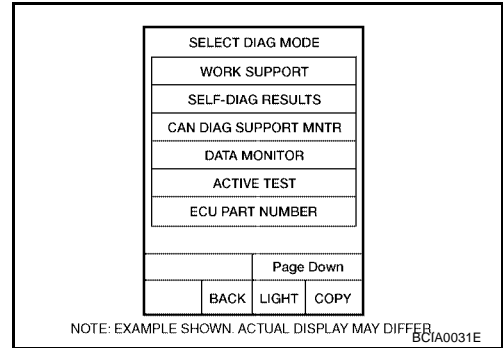 SELECT DIAG MODE
WORK SUPPORT
SELF-DIAG RESULTS
CAN DIAG SUPPORT MNTR
DATA MONITOR
ACTIVE TEST
ECU PART NUMBER
Page Down
BACK LIGHT COPY
NOTE: EXAMPLE SHOWN. ACTUAL DISPLAY MAY DIFFER.
BCIA0031E